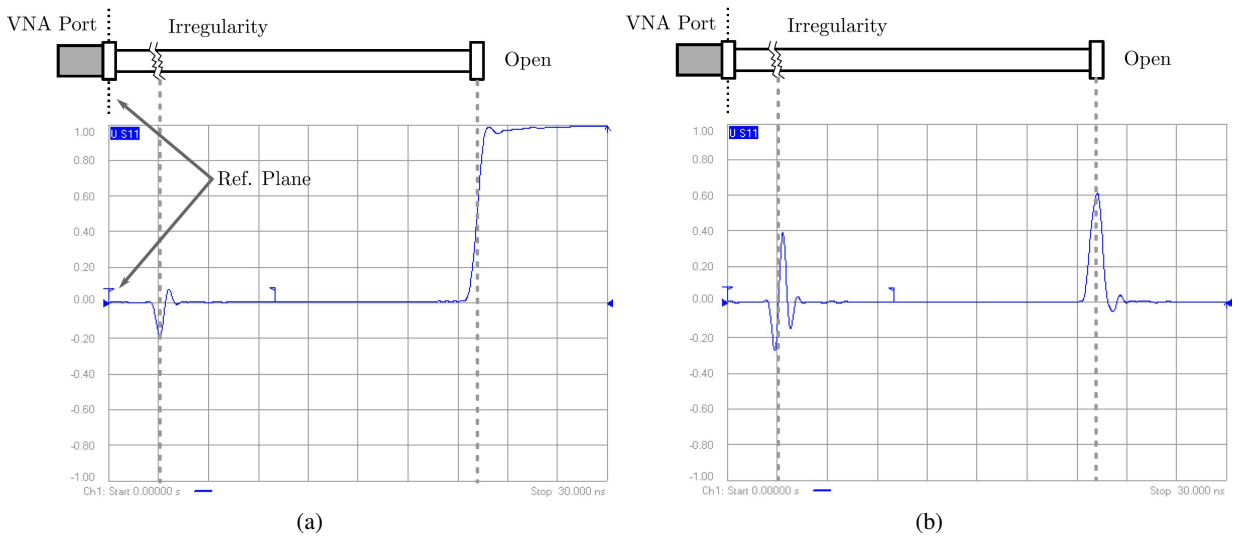 VNA Port
Irregularity
Open
1.00
U S11
0.80
0.60
Ref. Plane
0.40
0.20
0.00
-0.20
-0.40
-0.60
-0.80
-1.00
Ch1: Start 0.00000 s
Stop 30.000 ns
(a)
VNA Port
Irregularity
Open
1.00
U S11
0.80
0.60
0.40
0.20
0.00
-0.20
-0.40
-0.60
-0.80
-1.00
Ch1: Start 0.00000 s
Stop 30.000 ns
(b)